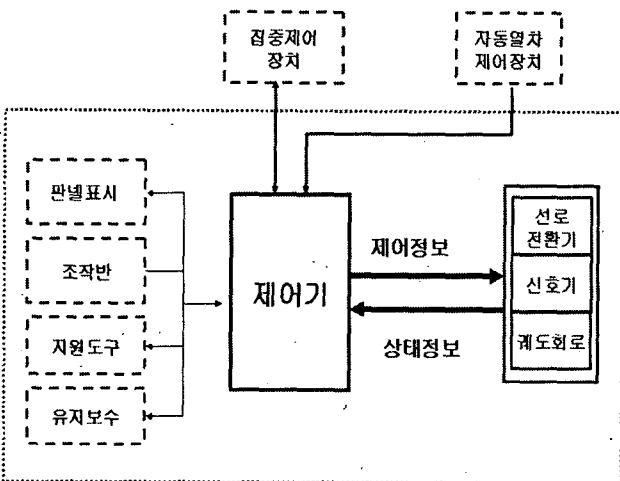 집중제어
장치
자동열차
제어장치
판넬표시
조작반
지원도구
유지보수
제어기
제어정보
상태정보
선로
전환기
신호기
궤도회로